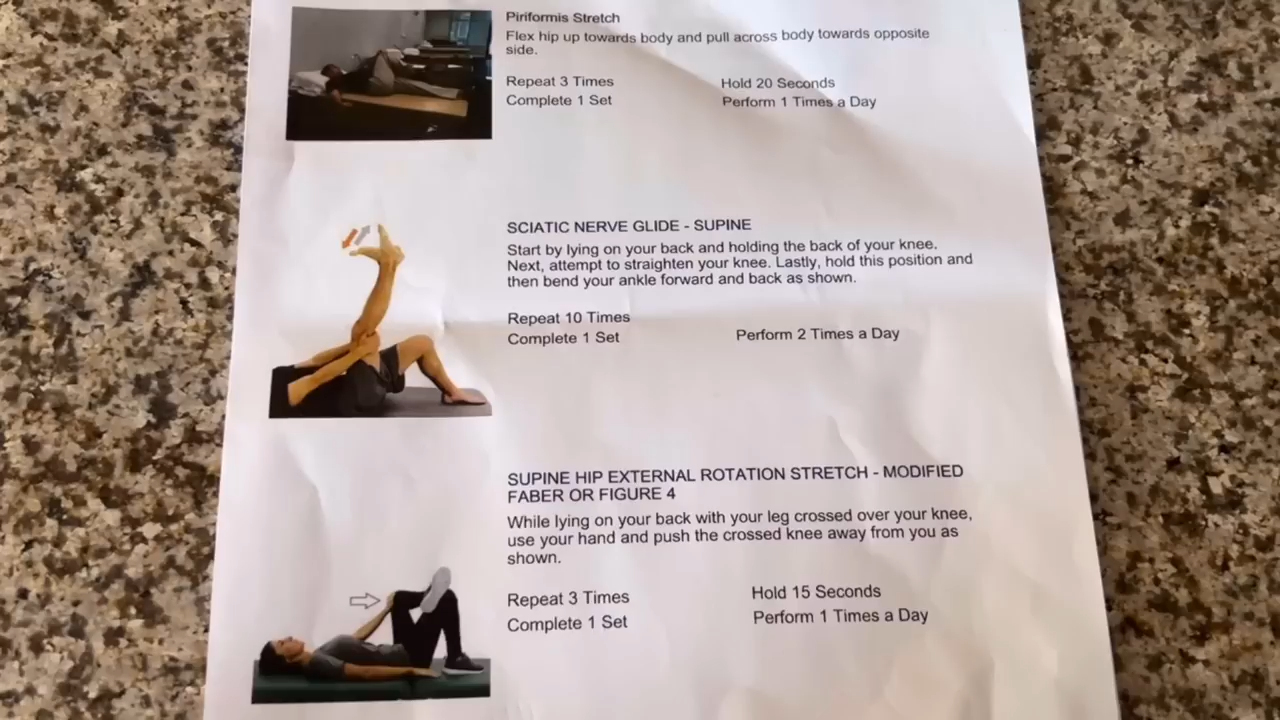 Piriformis Stretch
Flex hip up towards body and pull across body towards opposite
side.
Repeat 3 Times
Hold 20 Seconds
Complete 1 Set
Perform 1 Times a Day
SCIATIC NERVE GLIDE - SUPINE
Start by lying on your back and holding the back of your knee.
Next, attempt to straighten your knee. Lastly, hold this position and
then bend your ankle forward and back as shown.
Repeat 10 Times
Complete 1 Set
Perform 2 Times a Day
SUPINE HIP EXTERNAL ROTATION STRETCH - MODIFIED
FABER OR FIGURE 4
While lying on your back with your leg crossed over your knee,
use your hand and push the crossed knee away from you as
shown.
Repeat 3 Times
Hold 15 Seconds
Complete 1 Set
Perform 1 Times a Day